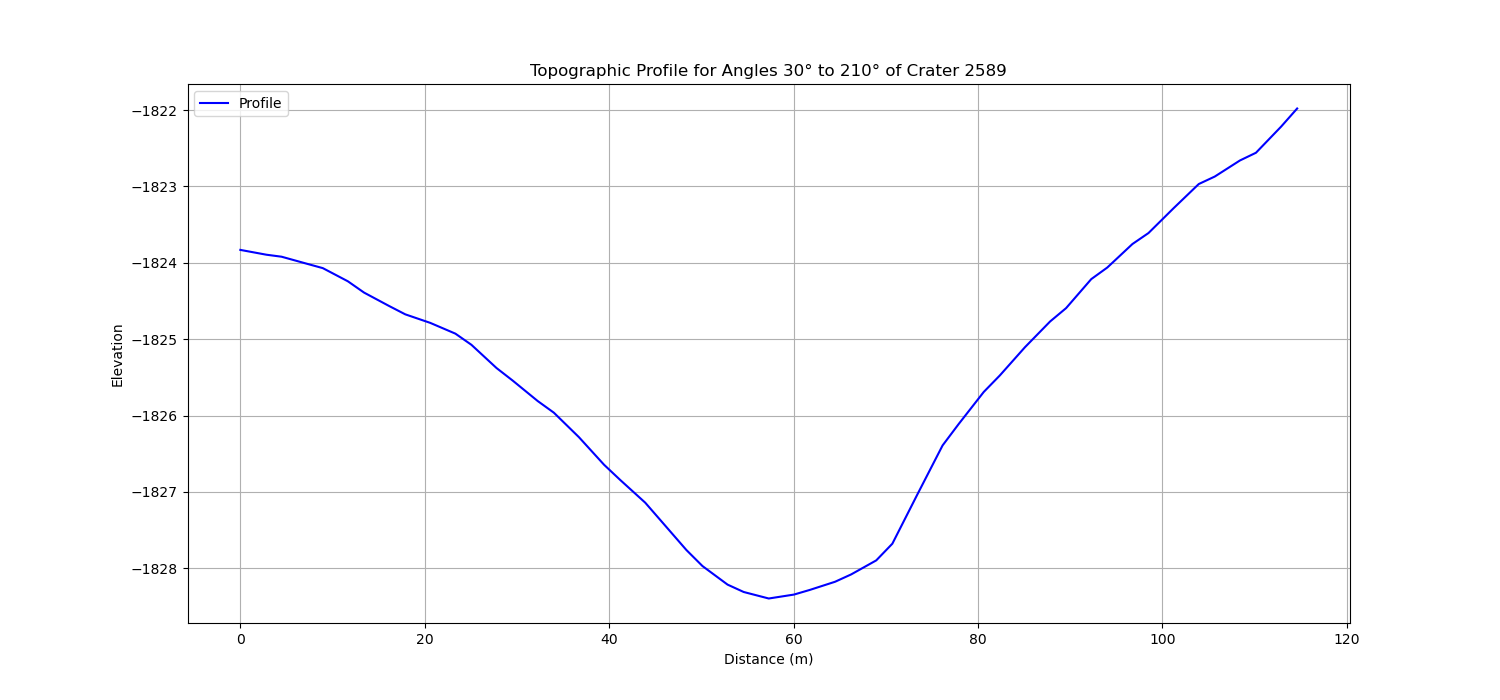 Topographic Profile for Angles 30° to 210° of Crater 2589
Profile
−1822
−1823
−1824
−1825
−1826
−1827
−1828
Elevation
0 20 40 60 80 100 120
Distance (m)